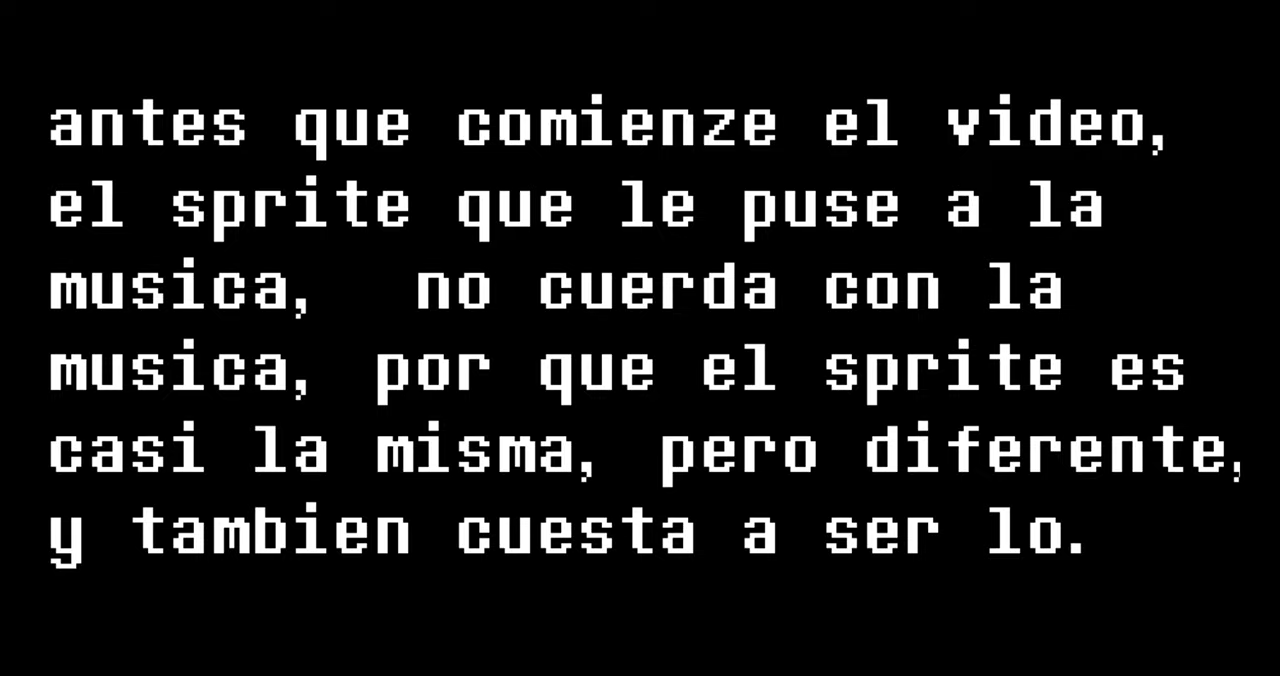 antes que comienze el video,
el sprite que le puse a la
musica,  no cuerda con la
musica, por que el sprite es
casi la misma, pero diferente,
y tambien cuesta a ser lo.